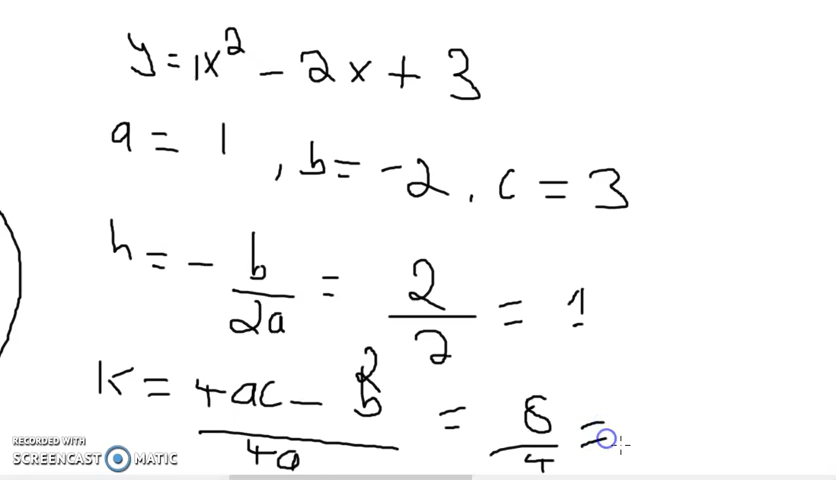 y = 1x² - 2x + 3
a = 1 , b = -2 , c = 3
h = - b/2a = 2/2 = 1
K = 4ac - b²/4a = 8/4 =
RECORDED WITH
SCREENCAST MATIC